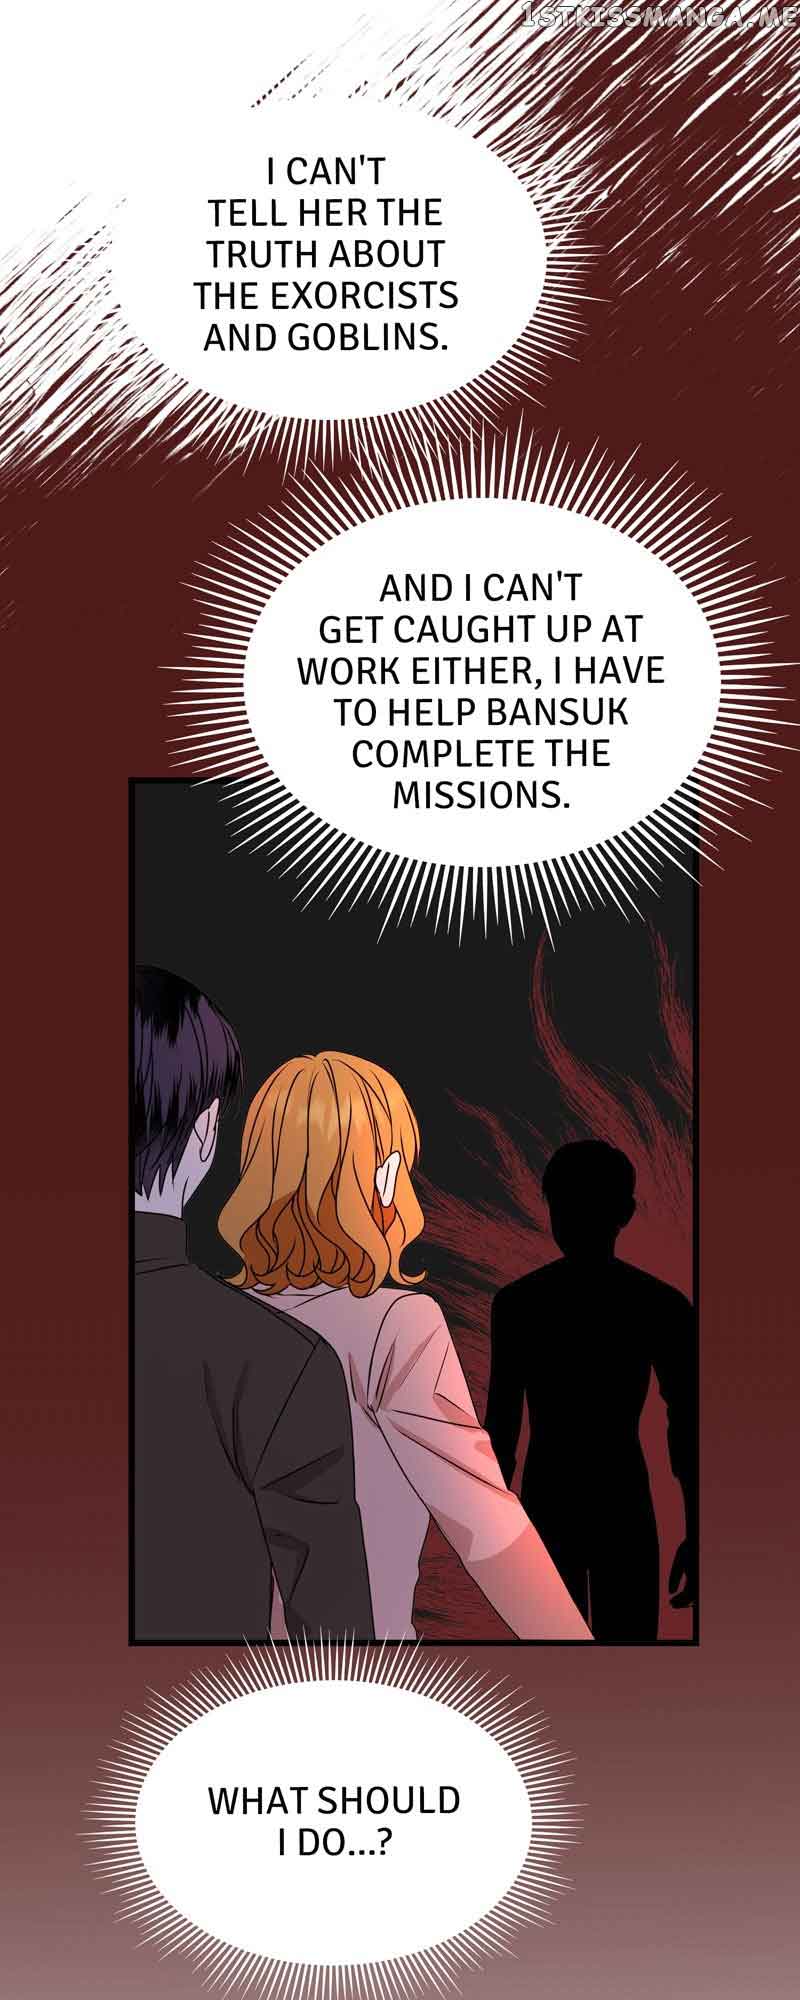 1STKISSMANGA.ME
I CAN'T
TELL HER THE
TRUTH ABOUT
THE EXORCISTS
AND GOBLINS.
AND I CAN'T
GET CAUGHT UP AT
WORK EITHER, I HAVE
TO HELP BANSUK
COMPLETE THE
MISSIONS.
WHAT SHOULD
I DO...?